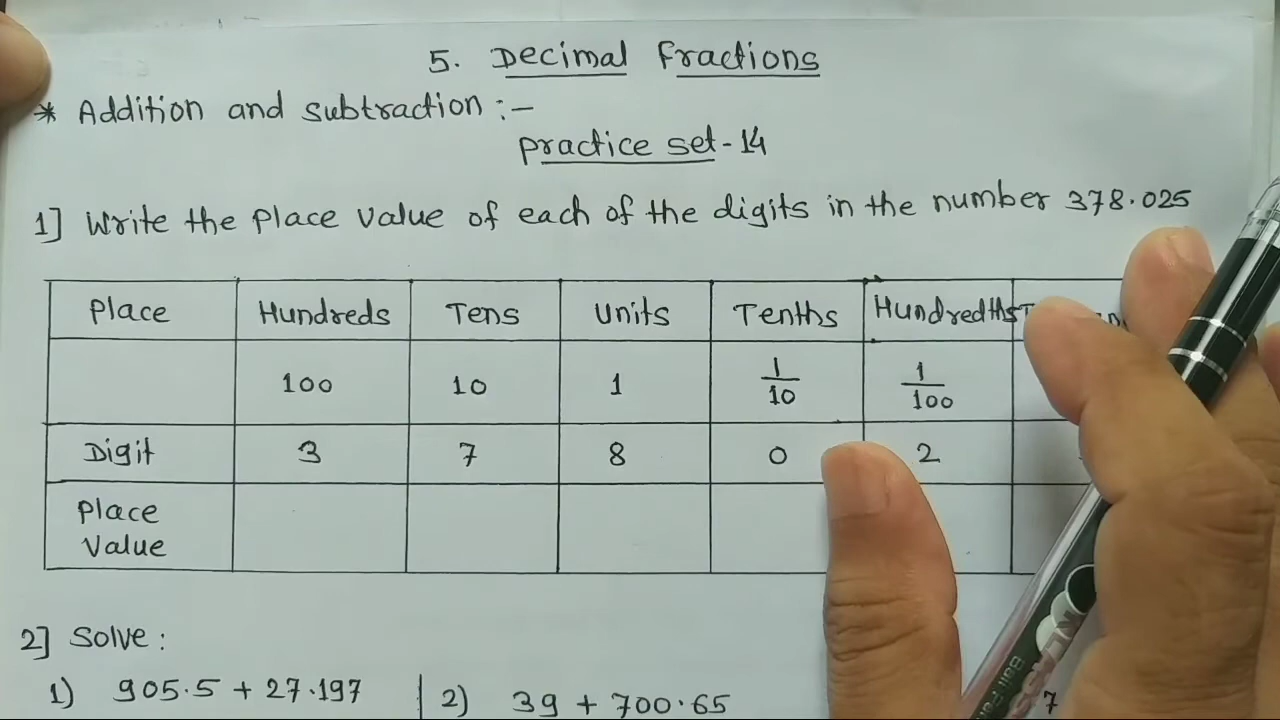 5. Decimal Fractions
* Addition and subtraction :-
Practice set-14
1] Write the place value of each of the digits in the number 378.025
Place Hundreds Tens Units Tenths Hundredths
100 10 1 1/10 1/100
Digit 3 7 8 0 2
Place
Value
2] Solve:
1) 905.5 + 27.197 2) 39 + 700.65
7